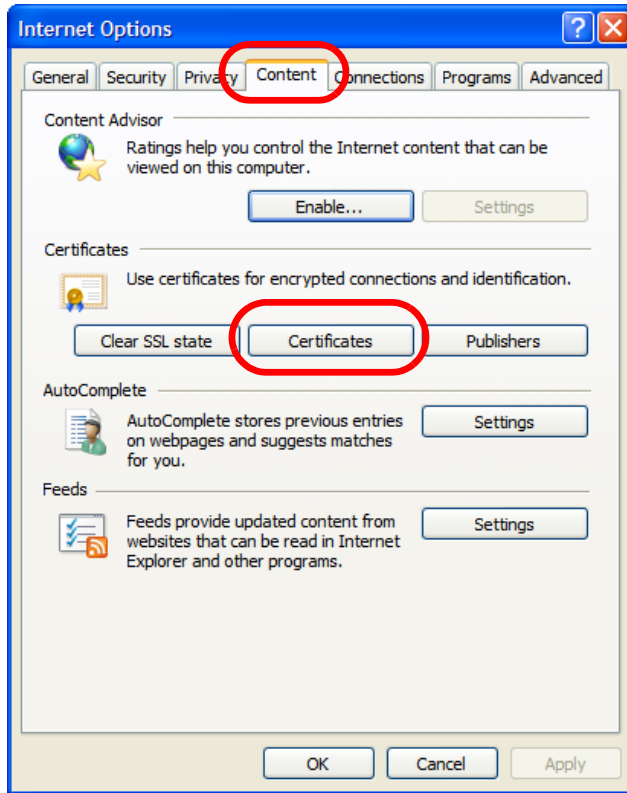 Internet Options
General Security Privacy Content Connections Programs Advanced
Content Advisor
Ratings help you control the Internet content that can be
viewed on this computer.
Enable... Settings
Certificates
Use certificates for encrypted connections and identification.
Clear SSL state Certificates Publishers
AutoComplete
AutoComplete stores previous entries
on webpages and suggests matches
for you.
Settings
Feeds
Feeds provide updated content from
websites that can be read in Internet
Explorer and other programs.
Settings
OK Cancel Apply